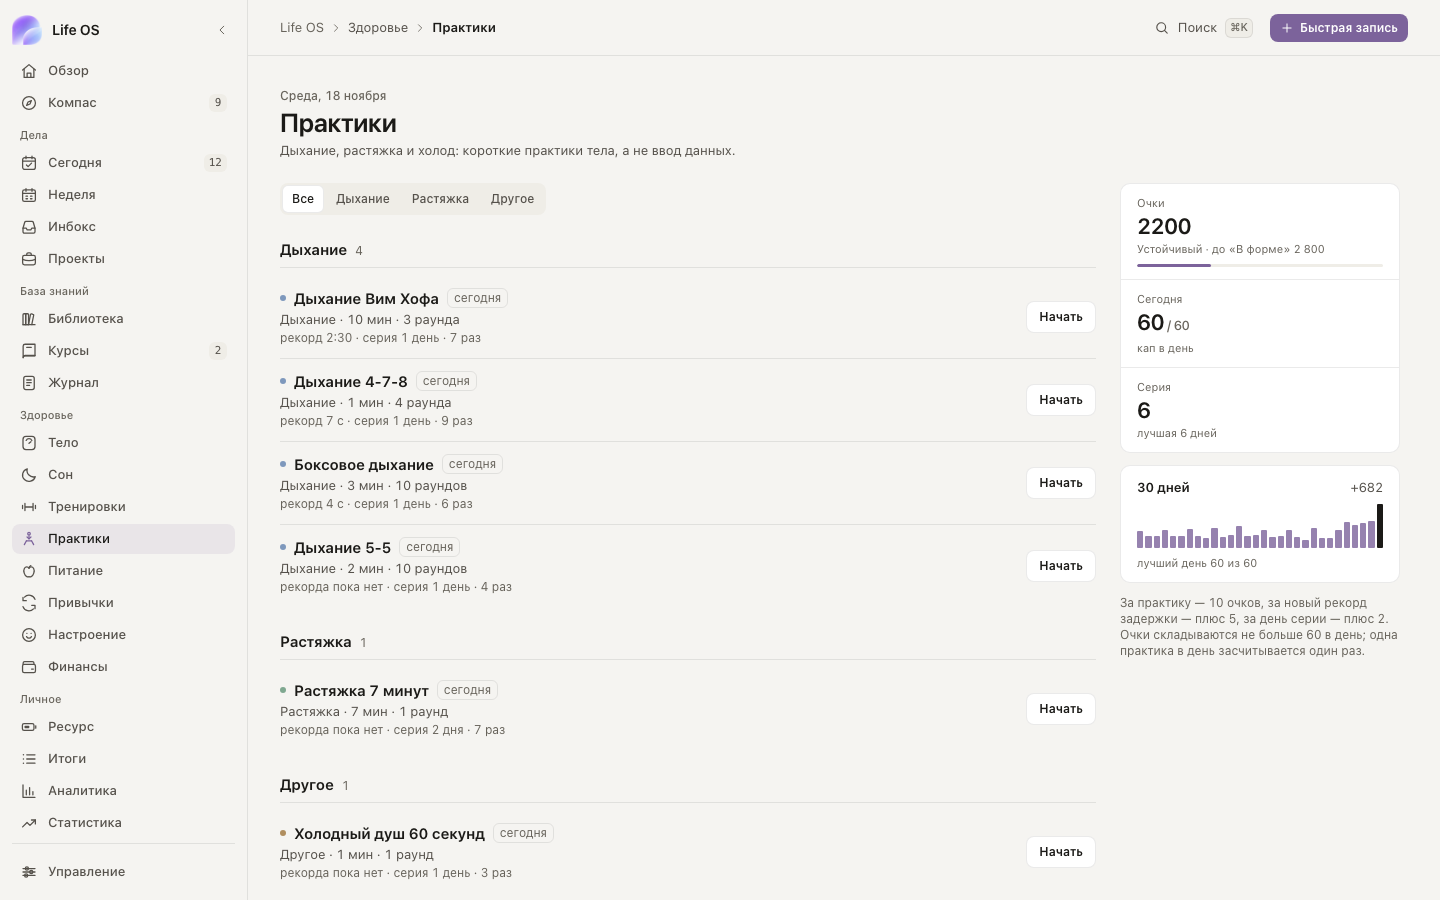 Life OS
Обзор
Компас 9
Дела
Сегодня 12
Неделя
Инбокс
Проекты
База знаний
Библиотека
Курсы 2
Журнал
Здоровье
Тело
Сон
Тренировки
Практики
Питание
Привычки
Настроение
Финансы
Личное
Ресурс
Итоги
Аналитика
Статистика
Управление
Life OS Здоровье Практики
Поиск ⌘K
Быстрая запись
Среда, 18 ноября
Практики
Дыхание, растяжка и холод: короткие практики тела, а не ввод данных.
Все Дыхание Растяжка Другое
Дыхание 4
Дыхание Вим Хофа сегодня
Дыхание · 10 мин · 3 раунда
рекорд 2:30 · серия 1 день · 7 раз
Начать
Дыхание 4-7-8 сегодня
Дыхание · 1 мин · 4 раунда
рекорд 7 с · серия 1 день · 9 раз
Начать
Боксовое дыхание сегодня
Дыхание · 3 мин · 10 раундов
рекорд 4 с · серия 1 день · 6 раз
Начать
Дыхание 5-5 сегодня
Дыхание · 2 мин · 10 раундов
рекорда пока нет · серия 1 день · 4 раз
Начать
Растяжка 1
Растяжка 7 минут сегодня
Растяжка · 7 мин · 1 раунд
рекорда пока нет · серия 2 дня · 7 раз
Начать
Другое 1
Холодный душ 60 секунд сегодня
Другое · 1 мин · 1 раунд
рекорда пока нет · серия 1 день · 3 раз
Начать
Очки
2200
Устойчивый · до «В форме» 2 800
Сегодня
60 / 60
кап в день
Серия
6
лучшая 6 дней
30 дней +682
лучший день 60 из 60
За практику — 10 очков, за новый рекорд
задержки — плюс 5, за день серии — плюс 2.
Очки складываются не больше 60 в день; одна
практика в день засчитывается один раз.